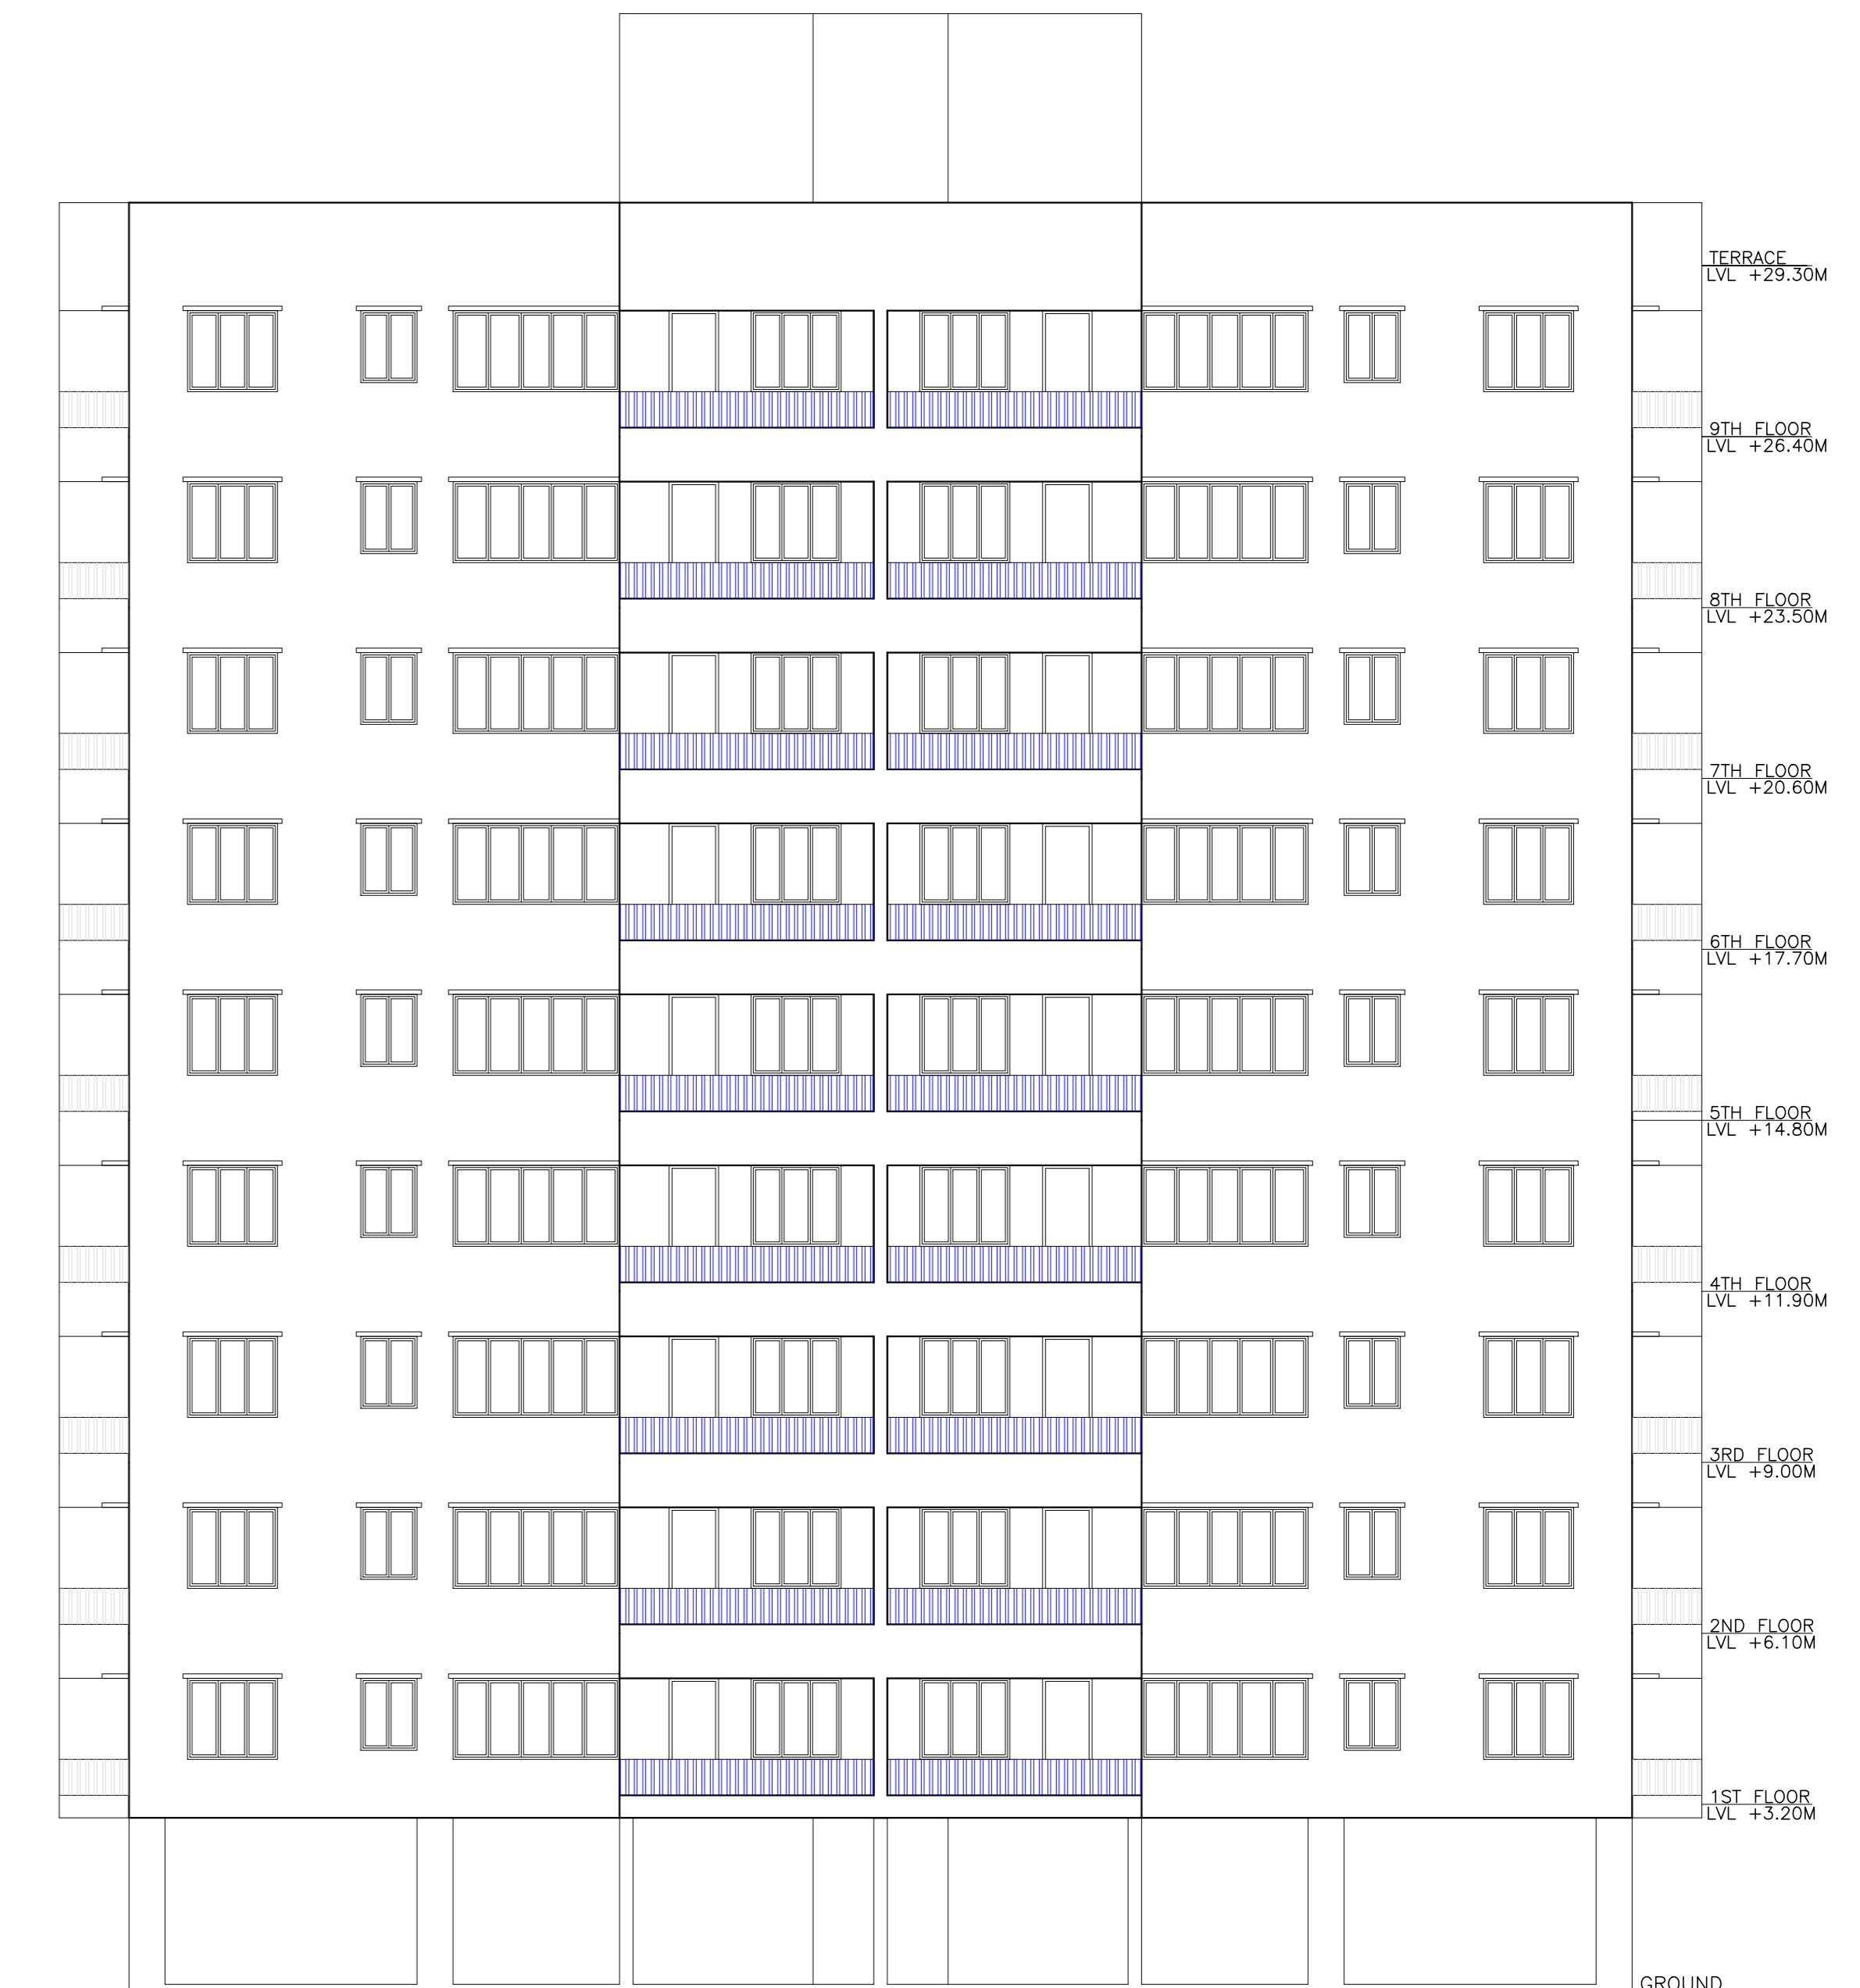 TERRACE
LVL +29.30M
9TH FLOOR
LVL +26.40M
8TH FLOOR
LVL +23.50M
7TH FLOOR
LVL +20.60M
6TH FLOOR
LVL +17.70M
5TH FLOOR
LVL +14.80M
4TH FLOOR
LVL +11.90M
3RD FLOOR
LVL +9.00M
2ND FLOOR
LVL +6.10M
1ST FLOOR
LVL +3.20M
GROUND